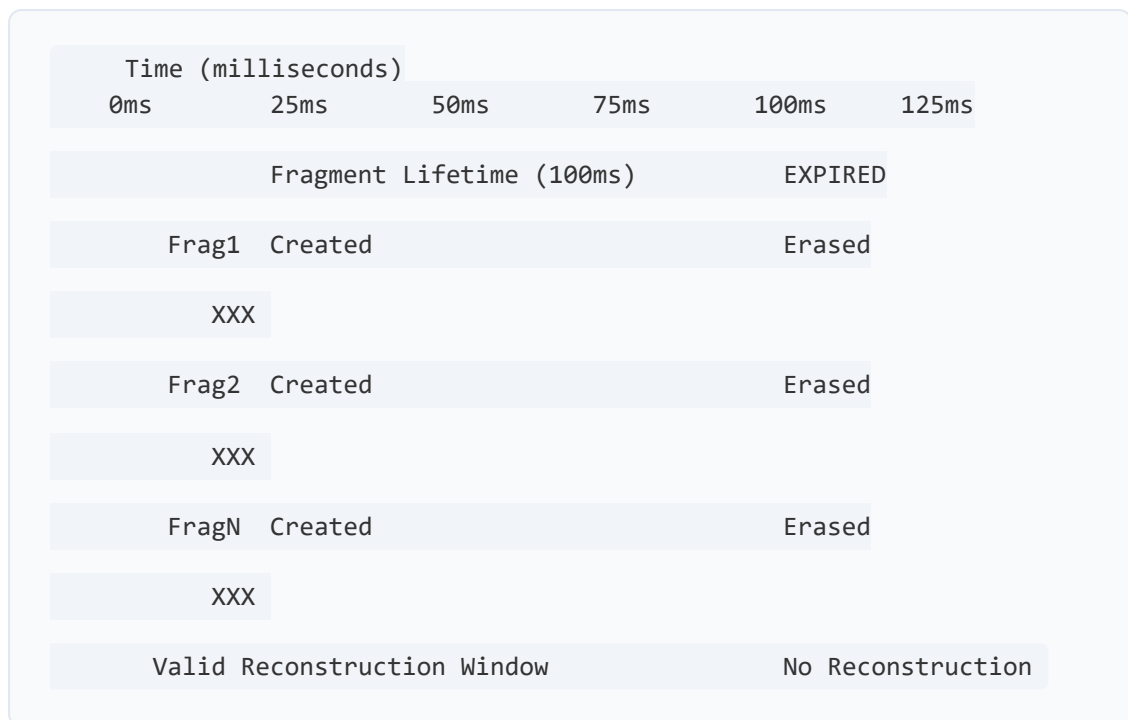 Time (milliseconds)
0ms 25ms 50ms 75ms 100ms 125ms
Fragment Lifetime (100ms) EXPIRED
Frag1 Created Erased
XXX
Frag2 Created Erased
XXX
FragN Created Erased
XXX
Valid Reconstruction Window No Reconstruction